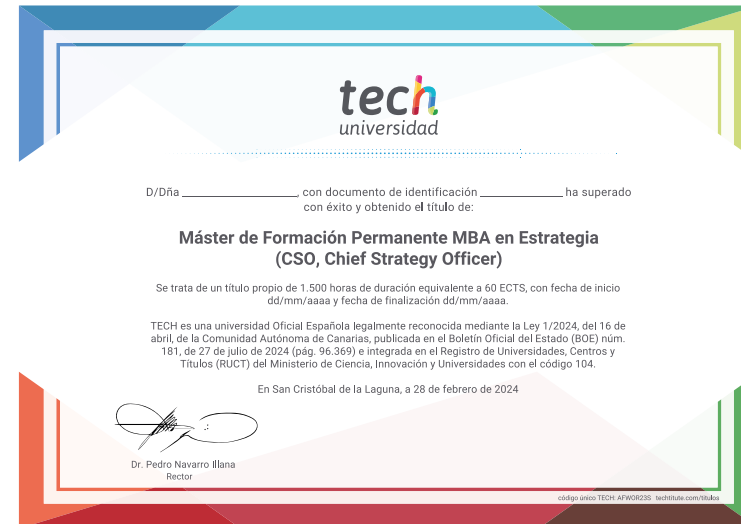 tech
universidad
D/Dña ____________________, con documento de identificación ______________ ha superado
con éxito y obtenido el título de:
Máster de Formación Permanente MBA en Estrategia
(CSO, Chief Strategy Officer)
Se trata de un título propio de 1.500 horas de duración equivalente a 60 ECTS, con fecha de inicio
dd/mm/aaaa y fecha de finalización dd/mm/aaaa.
TECH es una universidad Oficial Española legalmente reconocida mediante la Ley 1/2024, del 16 de
abril, de la Comunidad Autónoma de Canarias, publicada en el Boletín Oficial del Estado (BOE) núm.
181, de 27 de julio de 2024 (pág. 96.369) e integrada en el Registro de Universidades, Centros y
Títulos (RUCT) del Ministerio de Ciencia, Innovación y Universidades con el código 104.
En San Cristóbal de la Laguna, a 28 de febrero de 2024
Dr. Pedro Navarro Illana
Rector
código único TECH: AFWOR23S techtitute.com/titulos